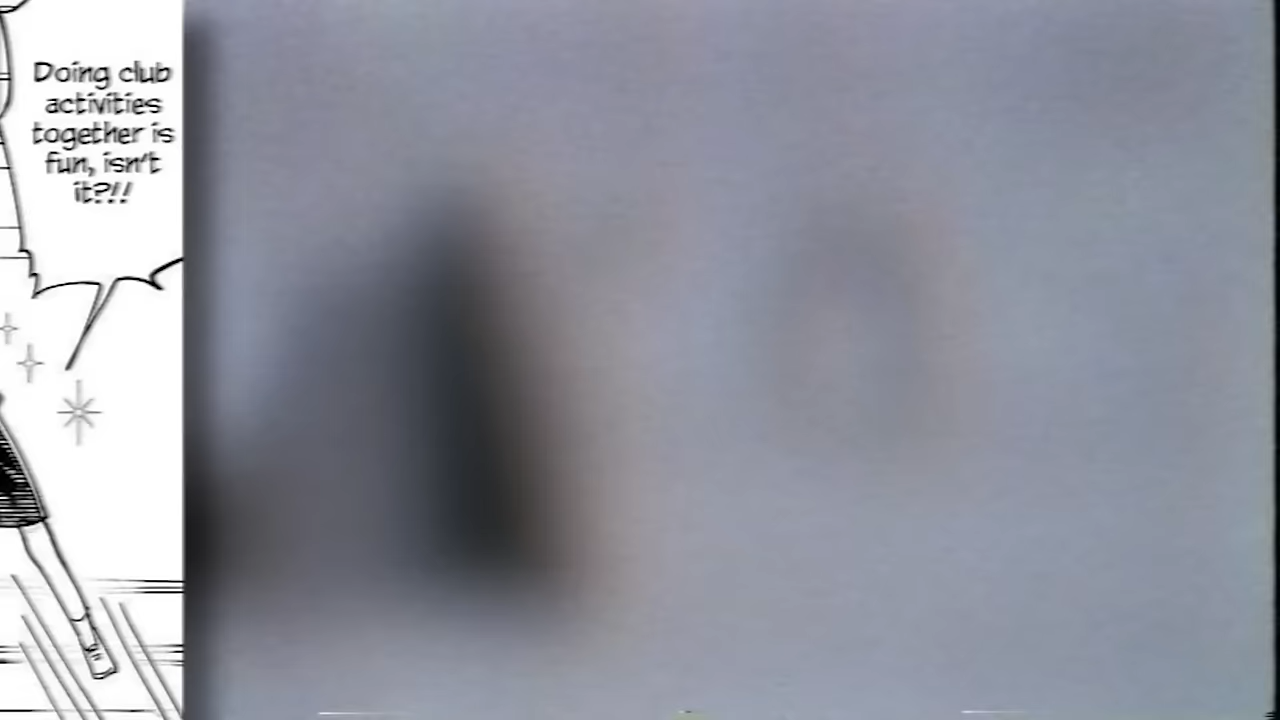 Doing club
activities
together is
fun, isn't
it?!!